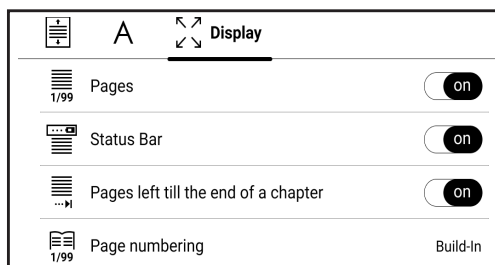 A Display
1/99 Pages on
Status Bar on
Pages left till the end of a chapter on
1/99 Page numbering Build-In